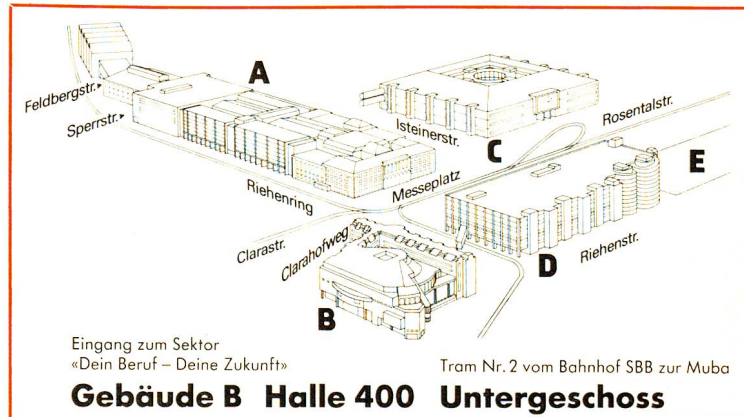 A
Feldbergstr.
Sperrstr.
Isteinerstr.
Rosentalstr.
C
E
Messeplatz
Riehenring
Clarastr.
Clarahofweg
Riehenstr.
D
B
Eingang zum Sektor
«Dein Beruf – Deine Zukunft»
Tram Nr. 2 vom Bahnhof SBB zur Muba
Gebäude B Halle 400 Untergeschoss